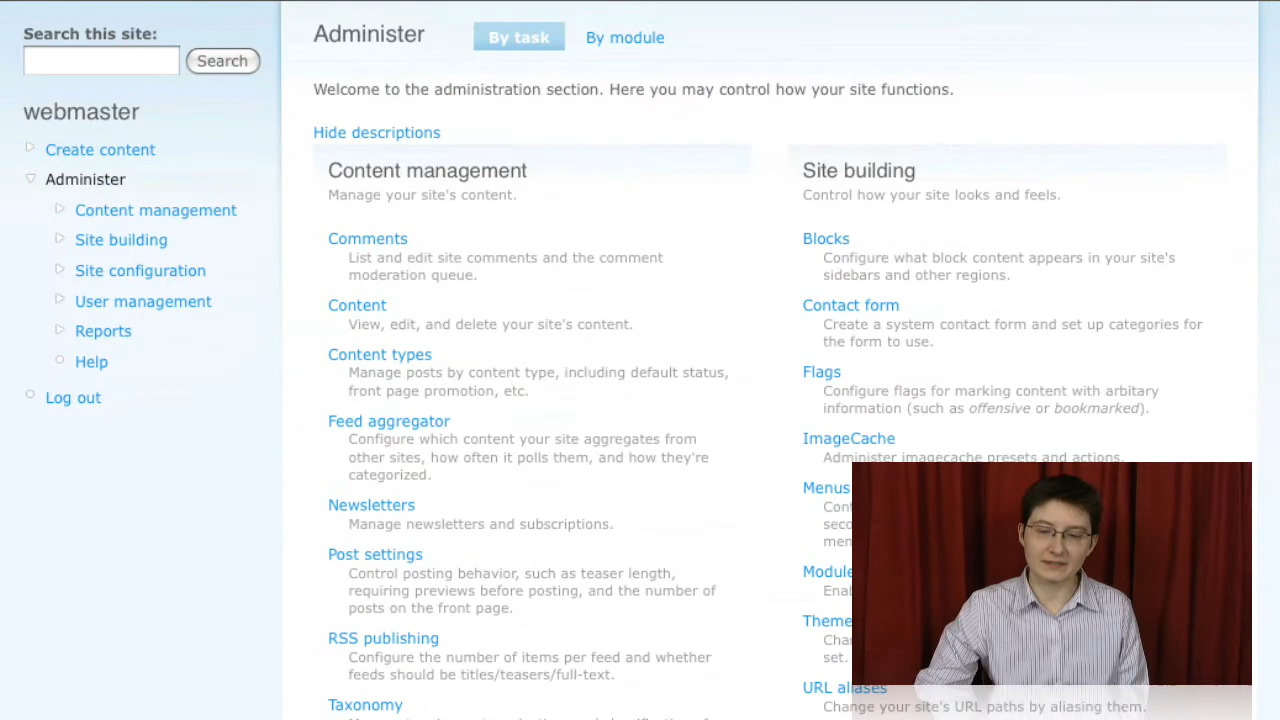 Search this site:
Search
webmaster
Create content
Administer
Content management
Site building
Site configuration
User management
Reports
Help
Log out
Administer
By task
By module
Welcome to the administration section. Here you may control how your site functions.
Hide descriptions
Content management
Manage your site's content.
Comments
List and edit site comments and the comment
moderation queue.
Content
View, edit, and delete your site's content.
Content types
Manage posts by content type, including default status,
front page promotion, etc.
Feed aggregator
Configure which content your site aggregates from
other sites, how often it polls them, and how they're
categorized.
Newsletters
Manage newsletters and subscriptions.
Post settings
Control posting behavior, such as teaser length,
requiring previews before posting, and the number of
posts on the front page.
RSS publishing
Configure the number of items per feed and whether
feeds should be titles/teasers/full-text.
Taxonomy
Site building
Control how your site looks and feels.
Blocks
Configure what block content appears in your site's
sidebars and other regions.
Contact form
Create a system contact form and set up categories for
the form to use.
Flags
Configure flags for marking content with arbitary
information (such as offensive or bookmarked).
ImageCache
Administer imagecache presets and actions.
Menus
Module
Theme
set.
URL aliases
Change your site's URL paths by aliasing them.